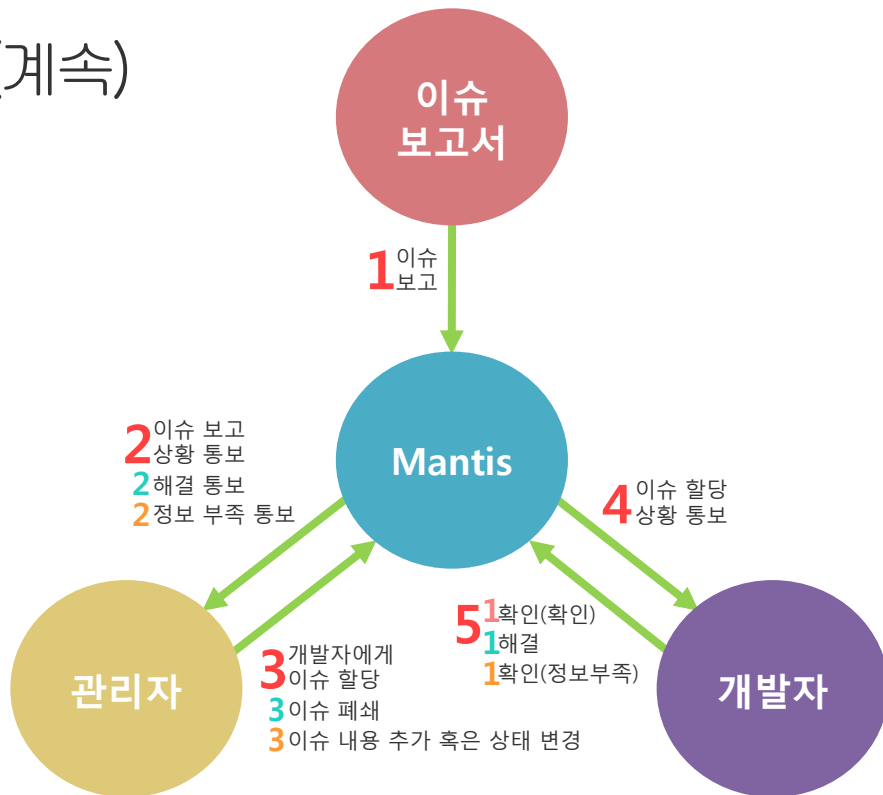 (계속)
이슈
보고서
1 이슈
보고
Mantis
2 이슈 보고
상황 통보
2 해결 통보
2 정보 부족 통보
4 이슈 할당
상황 통보
5 1 확인(확인)
1 해결
1 확인(정보부족)
관리자
3 개발자에게
이슈 할당
3 이슈 폐쇄
3 이슈 내용 추가 혹은 상태 변경
개발자